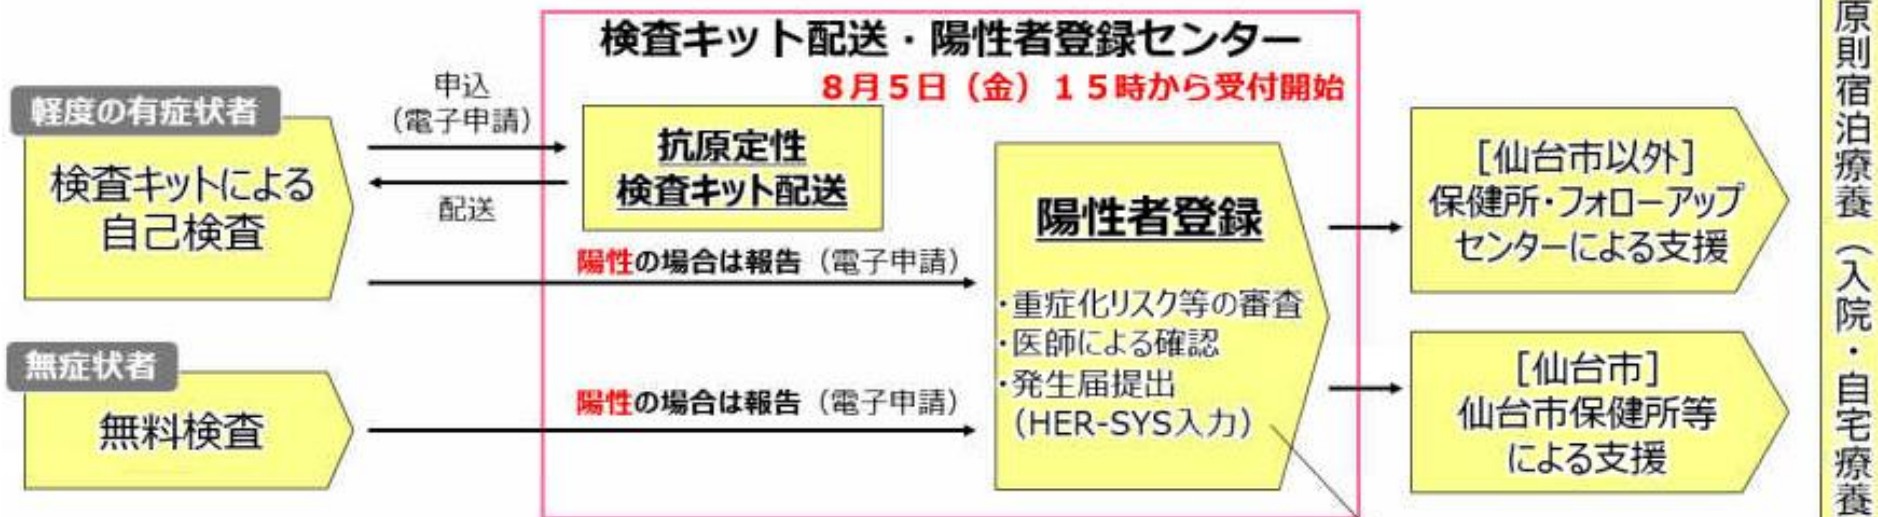 検査キット配送・陽性者登録センター
8月5日（金）15時から受付開始
軽度の有症状者
検査キットによる
自己検査
申込
（電子申請）
配送
抗原定性
検査キット配送
陽性の場合は報告（電子申請）
無症状者
無料検査
陽性の場合は報告（電子申請）
陽性者登録
・重症化リスク等の審査
・医師による確認
・発生届提出
（HER-SYS入力）
［仙台市以外］
保健所・フォローアップ
センターによる支援
［仙台市］
仙台市保健所等
による支援
原則宿泊療養（入院・自宅療養